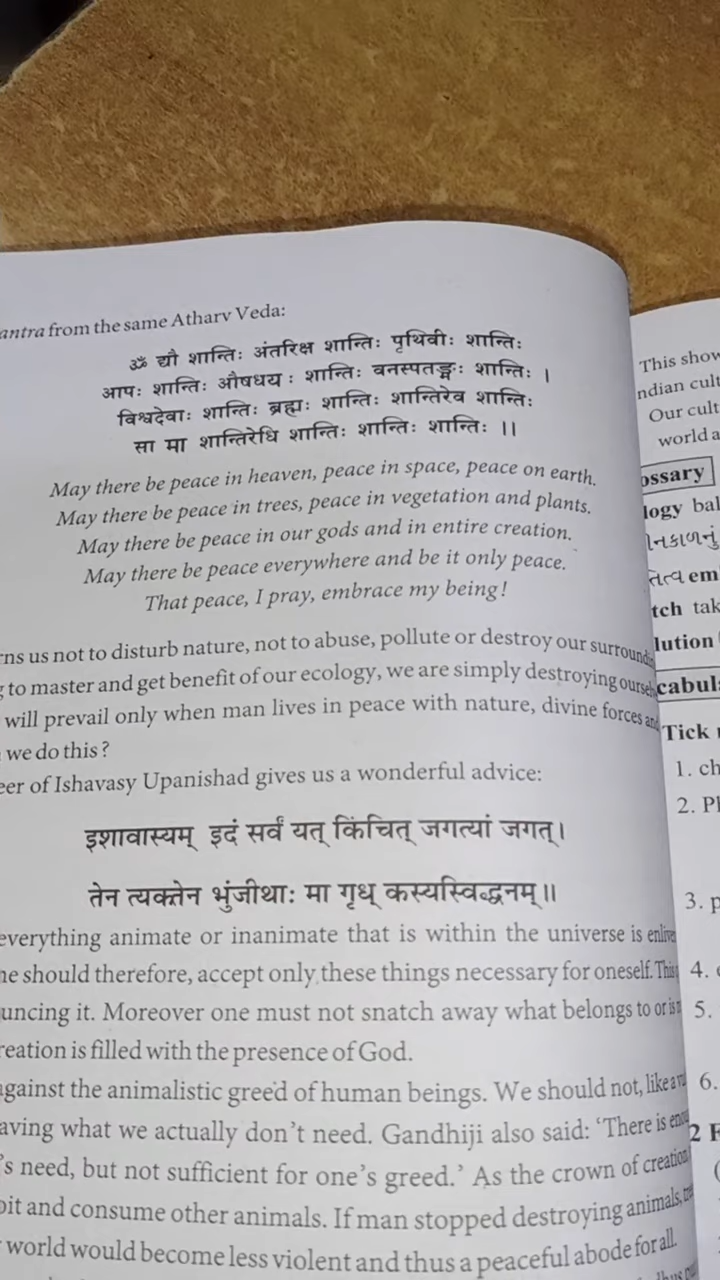 antra from the same Atharv Veda:
ॐ द्यौ शान्तिः अंतरिक्ष शान्तिः पृथिवीः शान्तिः
आपः शान्तिः औषधयः शान्तिः वनस्पतङ्मः शान्तिः ।
विश्वदेवाः शान्तिः ब्रह्मः शान्तिः शान्तिरेव शान्तिः
सा मा शान्तिरेधि शान्तिः शान्तिः शान्तिः ।।
May there be peace in heaven, peace in space, peace on earth.
May there be peace in trees, peace in vegetation and plants.
May there be peace in our gods and in entire creation.
May there be peace everywhere and be it only peace.
That peace, I pray, embrace my being!
rns us not to disturb nature, not to abuse, pollute or destroy our surroundin
g to master and get benefit of our ecology, we are simply destroying ourselv
will prevail only when man lives in peace with nature, divine forces and
we do this?
eer of Ishavasy Upanishad gives us a wonderful advice:
इशावास्यम् इदं सर्वं यत् किंचित् जगत्यां जगत्।
तेन त्यक्तेन भुंजीथाः मा गृध् कस्यस्विद्धनम्॥
everything animate or inanimate that is within the universe is enliven
ne should therefore, accept only these things necessary for oneself. This
uncing it. Moreover one must not snatch away what belongs to or is
reation is filled with the presence of God.
against the animalistic greed of human beings. We should not, like a
aving what we actually don't need. Gandhiji also said: 'There is enou
's need, but not sufficient for one's greed.' As the crown of creation
oit and consume other animals. If man stopped destroying animals,
world would become less violent and thus a peaceful abode for all.
This show
ndian cult
Our cult
world a
ossary
logy bal
ીનકાળનું
તિત્વ em
tch tak
lution
cabula
Tick
1. ch
2. Pl
3. p
4.
5.
6.
2 F